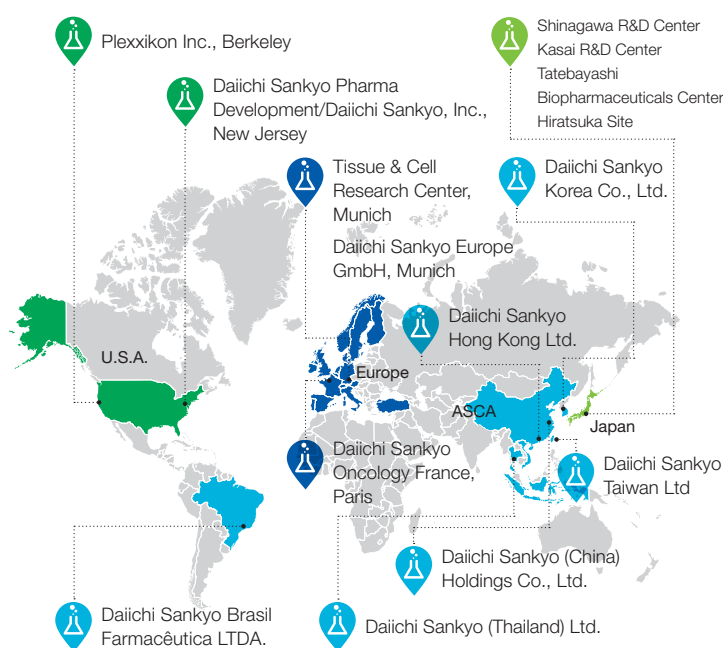 Plexxikon Inc., Berkeley
Daiichi Sankyo Pharma
Development/Daiichi Sankyo, Inc.,
New Jersey
Shinagawa R&D Center
Kasai R&D Center
Tatebayashi
Biopharmaceuticals Center
Hiratsuka Site
Tissue & Cell
Research Center,
Munich
Daiichi Sankyo Europe
GmbH, Munich
Daiichi Sankyo
Korea Co., Ltd.
Daiichi Sankyo
Hong Kong Ltd.
U.S.A.
Europe
ASCA
Japan
Daiichi Sankyo
Oncology France,
Paris
Daiichi Sankyo
Taiwan Ltd
Daiichi Sankyo (China)
Holdings Co., Ltd.
Daiichi Sankyo Brasil
Farmacêutica LTDA.
Daiichi Sankyo (Thailand) Ltd.